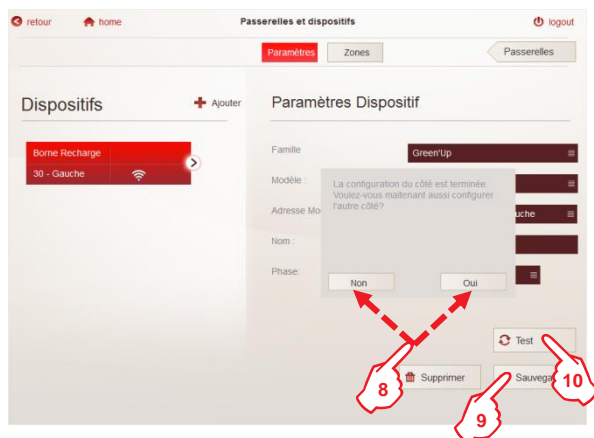 retour home Passerelles et dispositifs logout
Paramètres Zones Passerelles
Dispositifs Ajouter
Borne Recharge
30 - Gauche
Paramètres Dispositif
Famille Green'Up
Modèle :
Adresse Mo uche
Nom :
Phase:
La configuration du côté est terminée.
Voulez-vous maitenant aussi configurer
l'autre côté?
Non Oui
Test
Supprimer Sauvega
8
9
10